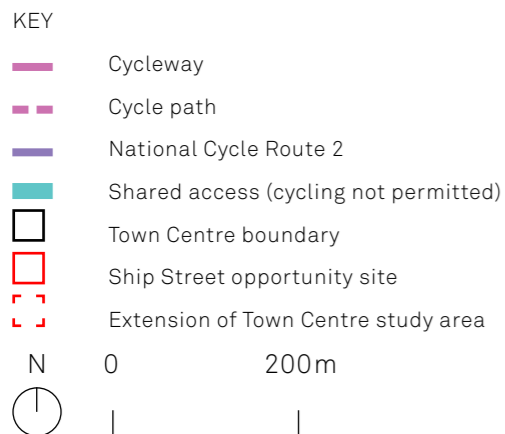 KEY
Cycleway
Cycle path
National Cycle Route 2
Shared access (cycling not permitted)
Town Centre boundary
Ship Street opportunity site
Extension of Town Centre study area
N 0 200m